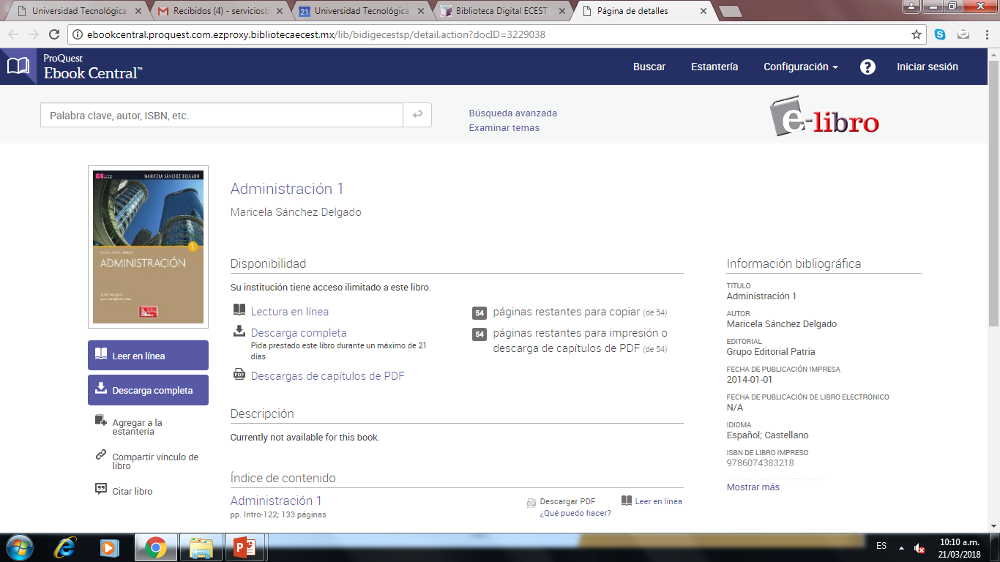 Universidad Tecnológica
Recibidos (4) - serviciosb
21
Universidad Tecnológica
Biblioteca Digital ECEST -
Página de detalles
ebookcentral.proquest.com.ezproxy.bibliotecaecest.mx/lib/bidigecestsp/detail.action?docID=3229038
ProQuest
Ebook Central™
Buscar
Estantería
Configuración
?
Iniciar sesión
Palabra clave, autor, ISBN, etc.
Búsqueda avanzada
Examinar temas
e-libro
MARICELA SÁNCHEZ DELGADO
1
ADMINISTRACIÓN
Administración 1
Maricela Sánchez Delgado
Disponibilidad
Su institución tiene acceso ilimitado a este libro.
Lectura en línea
Descarga completa
Pida prestado este libro durante un máximo de 21
días
PDF
Descargas de capítulos de PDF
54 páginas restantes para copiar (de 54)
54 páginas restantes para impresión o
descarga de capítulos de PDF (de 54)
Leer en línea
Descarga completa
Agregar a la
estantería
Compartir vínculo de
libro
Citar libro
Descripción
Currently not available for this book.
Índice de contenido
Administración 1
pp. Intro-122; 133 páginas
Descargar PDF
¿Qué puedo hacer?
Leer en línea
Información bibliográfica
TÍTULO
Administración 1
AUTOR
Maricela Sánchez Delgado
EDITORIAL
Grupo Editorial Patria
FECHA DE PUBLICACIÓN IMPRESA
2014-01-01
FECHA DE PUBLICACIÓN DE LIBRO ELECTRÓNICO
N/A
IDIOMA
Español; Castellano
ISBN DE LIBRO IMPRESO
9786074383218
Mostrar más
ES
10:10 a.m.
21/03/2018